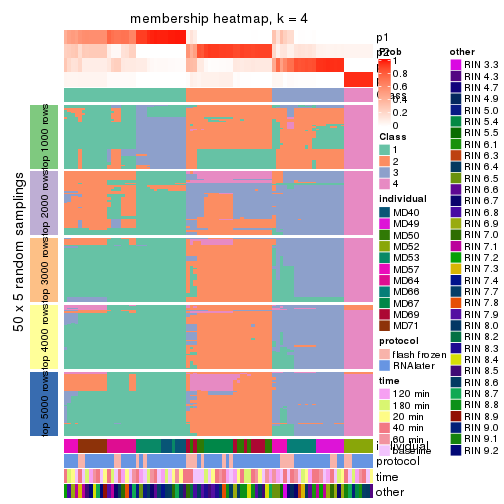 membership heatmap, k = 4
p1
Prob
1
0.8
0.6
0.4
0.2
0
Class
1
2
3
4
Individual
MD40
MD49
MD50
MD52
MD53
MD57
MD64
MD66
MD67
MD69
MD71
protocol
flash frozen
RNAlater
time
120 min
180 min
20 min
40 min
60 min
baseline
other
RIN 3.3
RIN 4.3
RIN 4.7
RIN 4.9
RIN 5.0
RIN 5.4
RIN 5.5
RIN 6.1
RIN 6.3
RIN 6.4
RIN 6.5
RIN 6.6
RIN 6.7
RIN 6.8
RIN 6.9
RIN 7.0
RIN 7.1
RIN 7.2
RIN 7.3
RIN 7.4
RIN 7.7
RIN 7.8
RIN 7.9
RIN 8.0
RIN 8.2
RIN 8.3
RIN 8.4
RIN 8.5
RIN 8.6
RIN 8.7
RIN 8.8
RIN 8.9
RIN 9.0
RIN 9.1
RIN 9.2
50 x 5 random samplings
top 1000 rows
top 2000 rows
top 3000 rows
top 4000 rows
top 5000 rows
protocol
time
other